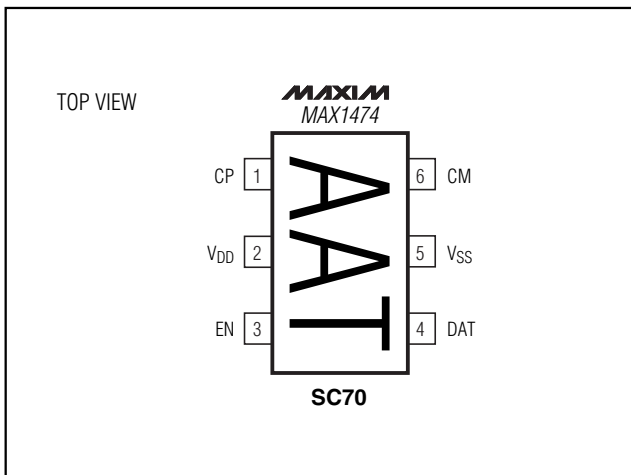 TOP VIEW
MAXIM
MAX1474
CP 1
6 CM
VDD 2
5 VSS
EN 3
4 DAT
AAT
SC70